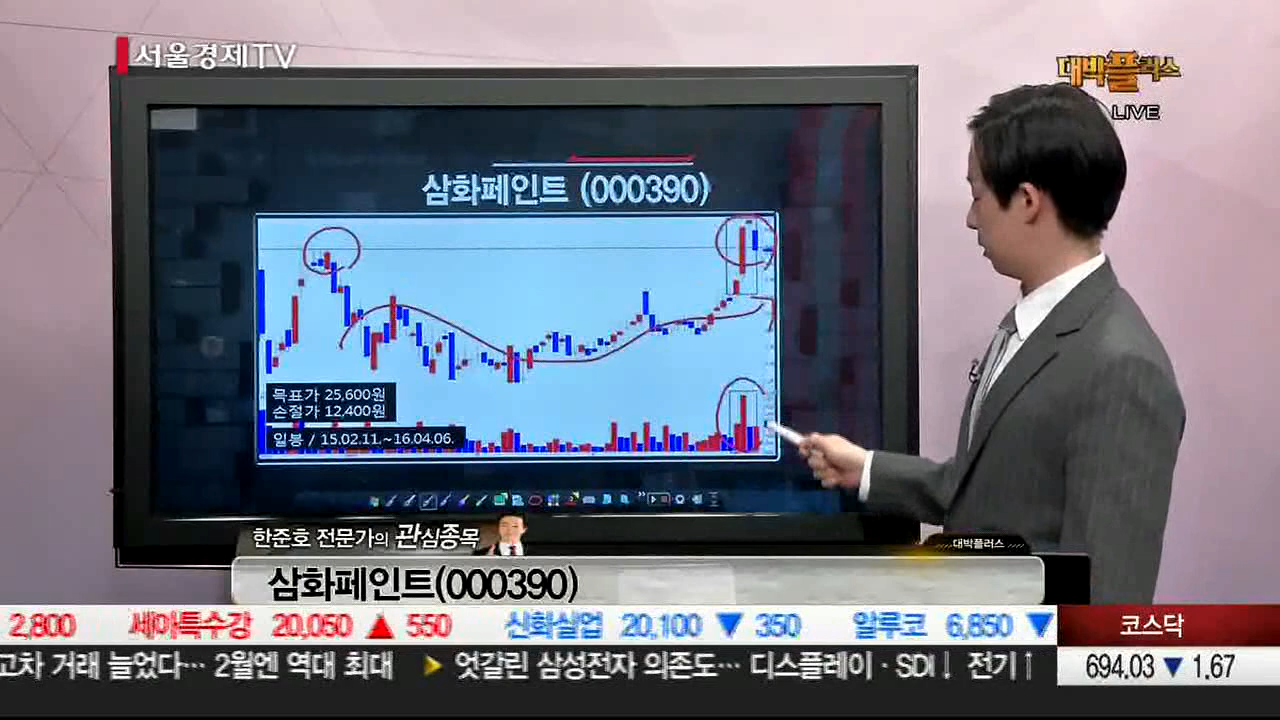 서울경제TV
대박플러스
LIVE
삼화페인트 (000390)
목표가 25,600원
손절가 12,400원
일봉 / 15.02.11.~16.04.06.
한준호 전문가의 관심종목
대박플러스
삼화페인트(000390)
2,800 세아특수강 20,050 ▲ 550 신화실업 20,100 ▼ 350 알루코 6,850 ▼
코스닥
고차 거래 늘었다… 2월엔 역대 최대 ▶ 엇갈린 삼성전자 의존도… 디스플레이·SDI↓ 전기↑
694.03 ▼ 1.67